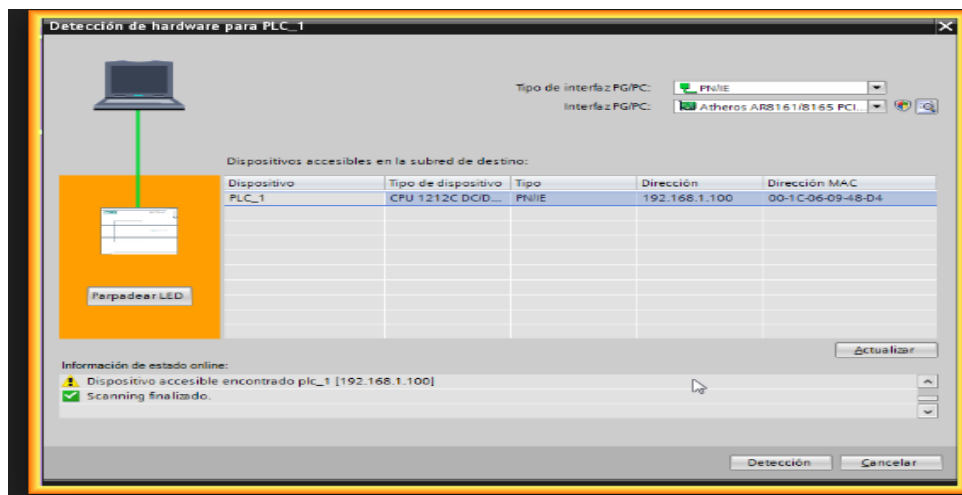 Detección de hardware para PLC_1
Tipo de interfaz PG/PC: PN/IE
Interfaz PG/PC: Atheros AR8161/8165 PCI...
Dispositivos accesibles en la subred de destino:
Dispositivo Tipo de dispositivo Tipo Dirección Dirección MAC
PLC_1 CPU 1212C DC/D... PN/IE 192.168.1.100 00-1C-06-09-48-D4
Parpadear LED
Actualizar
Información de estado online:
Dispositivo accesible encontrado plc_1 [192.168.1.100]
Scanning finalizado.
Detección Cancelar